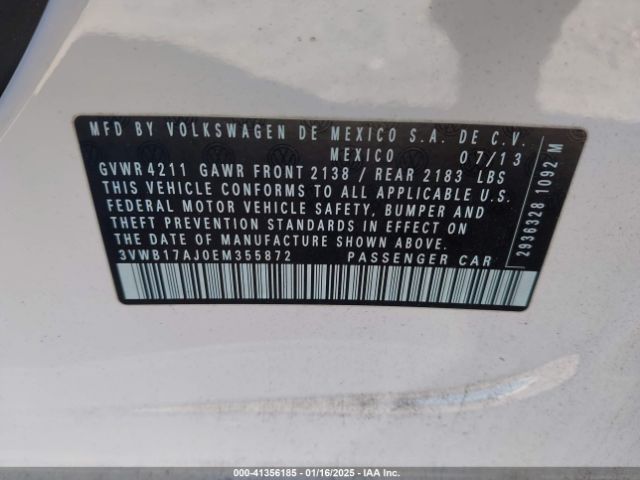 MFD BY VOLKSWAGEN DE MEXICO S.A. DE C.V.
MEXICO 07/13
GVWR 4211 GAWR FRONT 2138 / REAR 2183 LBS
THIS VEHICLE CONFORMS TO ALL APPLICABLE U.S.
FEDERAL MOTOR VEHICLE SAFETY, BUMPER AND
THEFT PREVENTION STANDARDS IN EFFECT ON
THE DATE OF MANUFACTURE SHOWN ABOVE.
3VWB17AJ0EM355872 PASSENGER CAR
2936328 1092 M
000-41356185 - 01/16/2025 - IAAI.COM